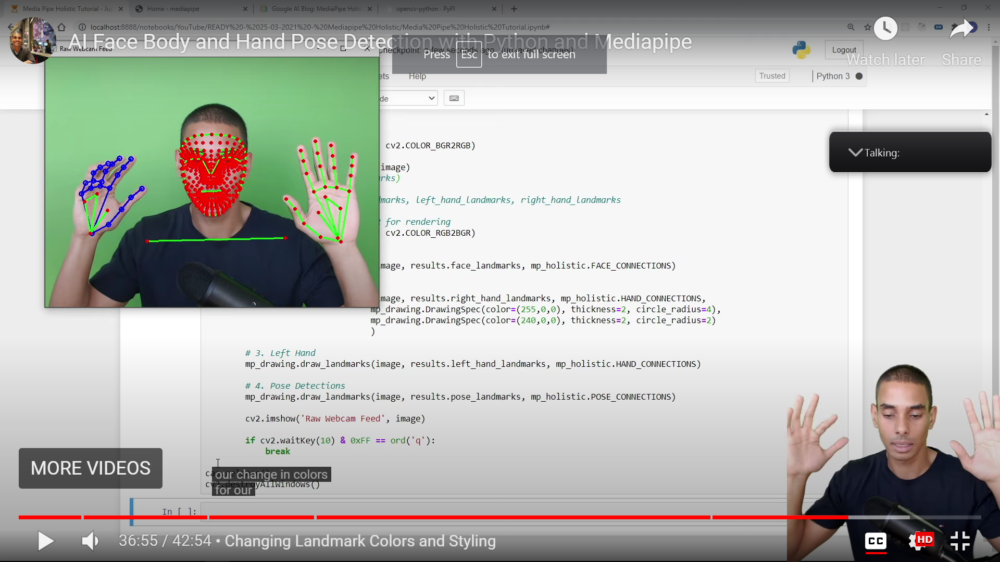 Media Pipe Holistic Tutorial - Jup
Home - mediapipe
Google AI Blog: MediaPipe Holis
opencv-python · PyPI
localhost:8888/notebooks/YouTube/READY%20-%2025-03-2021%20-%20Mediapipe%20Holistic/Media%20Pipe%20Holistic%20Tutorial.ipynb#
ZIP
AI Face Body and Hand Pose Detection with Python and Mediapipe
Raw Webcam Feed
Checkpoint: a few seconds ago (unsaved changes)
Press Esc to exit full screen
Logout
Watch later
Share
ets
Help
Trusted
Python 3
de
cv2.COLOR_BGR2RGB)
Talking:
image)
rks)
dmarks, left_hand_landmarks, right_hand_landmarks
for rendering
cv2.COLOR_RGB2BGR)
image, results.face_landmarks, mp_holistic.FACE_CONNECTIONS)
image, results.right_hand_landmarks, mp_holistic.HAND_CONNECTIONS,
mp_drawing.DrawingSpec(color=(255,0,0), thickness=2, circle_radius=4),
mp_drawing.DrawingSpec(color=(240,0,0), thickness=2, circle_radius=2)
)
# 3. Left Hand
mp_drawing.draw_landmarks(image, results.left_hand_landmarks, mp_holistic.HAND_CONNECTIONS)
# 4. Pose Detections
mp_drawing.draw_landmarks(image, results.pose_landmarks, mp_holistic.POSE_CONNECTIONS)
cv2.imshow('Raw Webcam Feed', image)
if cv2.waitKey(10) & 0xFF == ord('q'):
break
MORE VIDEOS
our change in colors
for our
cv2.destroyAllWindows()
In [ ]:
36:55 / 42:54 • Changing Landmark Colors and Styling
CC
HD